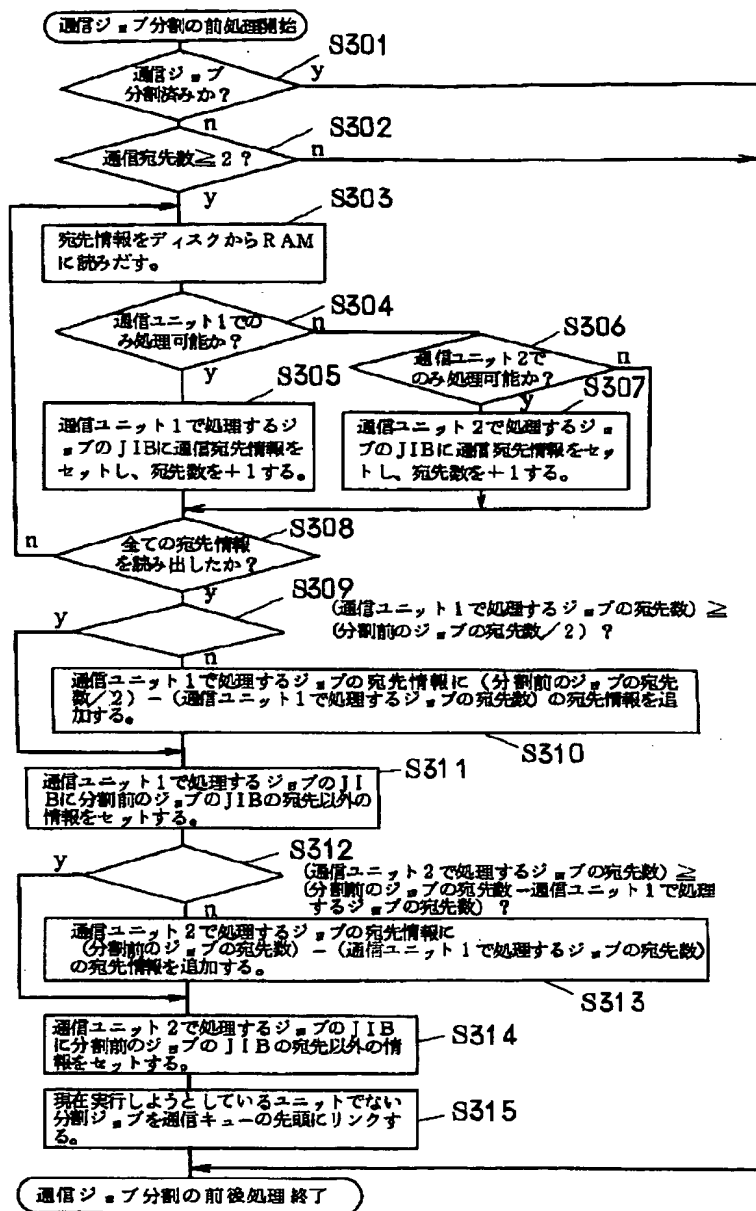 通信ジョブ分割の前処理開始
S301
通信ジョブ
分割済みか?
y
n
S302
通信宛先数≧2?
n
y
S303
宛先情報をディスクからRAM
に読みだす。
S304
通信ユニット1での
み処理可能か?
n
y
S306
通信ユニット2で
のみ処理可能か?
n
y
S305
通信ユニット1で処理するジ
ョブのJIBに通信宛先情報を
セットし、宛先数を+1する。
S307
通信ユニット2で処理するジョ
ブのJIBに通信宛先情報をセッ
トし、宛先数を+1する。
S308
全ての宛先情報
を読み出したか?
n
y
S309
(通信ユニット1で処理するジョブの宛先数)≧
(分割前のジョブの宛先数/2)?
y
n
通信ユニット1で処理するジョブの宛先情報に(分割前のジョブの宛先
数/2)-(通信ユニット1で処理するジョブの宛先数)の宛先情報を追
加する。
S310
S311
通信ユニット1で処理するジョブのJI
Bに分割前のジョブのJIBの宛先以外の
情報をセットする。
S312
(通信ユニット2で処理するジョブの宛先数)≧
(分割前のジョブの宛先数-通信ユニット1で処理
するジョブの宛先数)?
y
n
通信ユニット2で処理するジョブの宛先情報に
(分割前のジョブの宛先数)-(通信ユニット1で処理するジョブの宛先数)
の宛先情報を追加する。
S313
通信ユニット2で処理するジョブのJIB
に分割前のジョブのJIBの宛先以外の情
報をセットする。
S314
現在実行しようとしているユニットでない
分割ジョブを通信キューの先頭にリンクす
る。
S315
通信ジョブ分割の前後処理終了